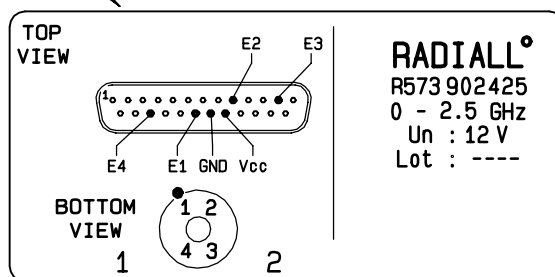 TOP
VIEW
E2
E3
1
E4
E1
GND
Vcc
BOTTOM
VIEW
1 2
4 3
1
2
RADIALL°
R573 902425
0 - 2.5 GHz
Un : 12 V
Lot : ----